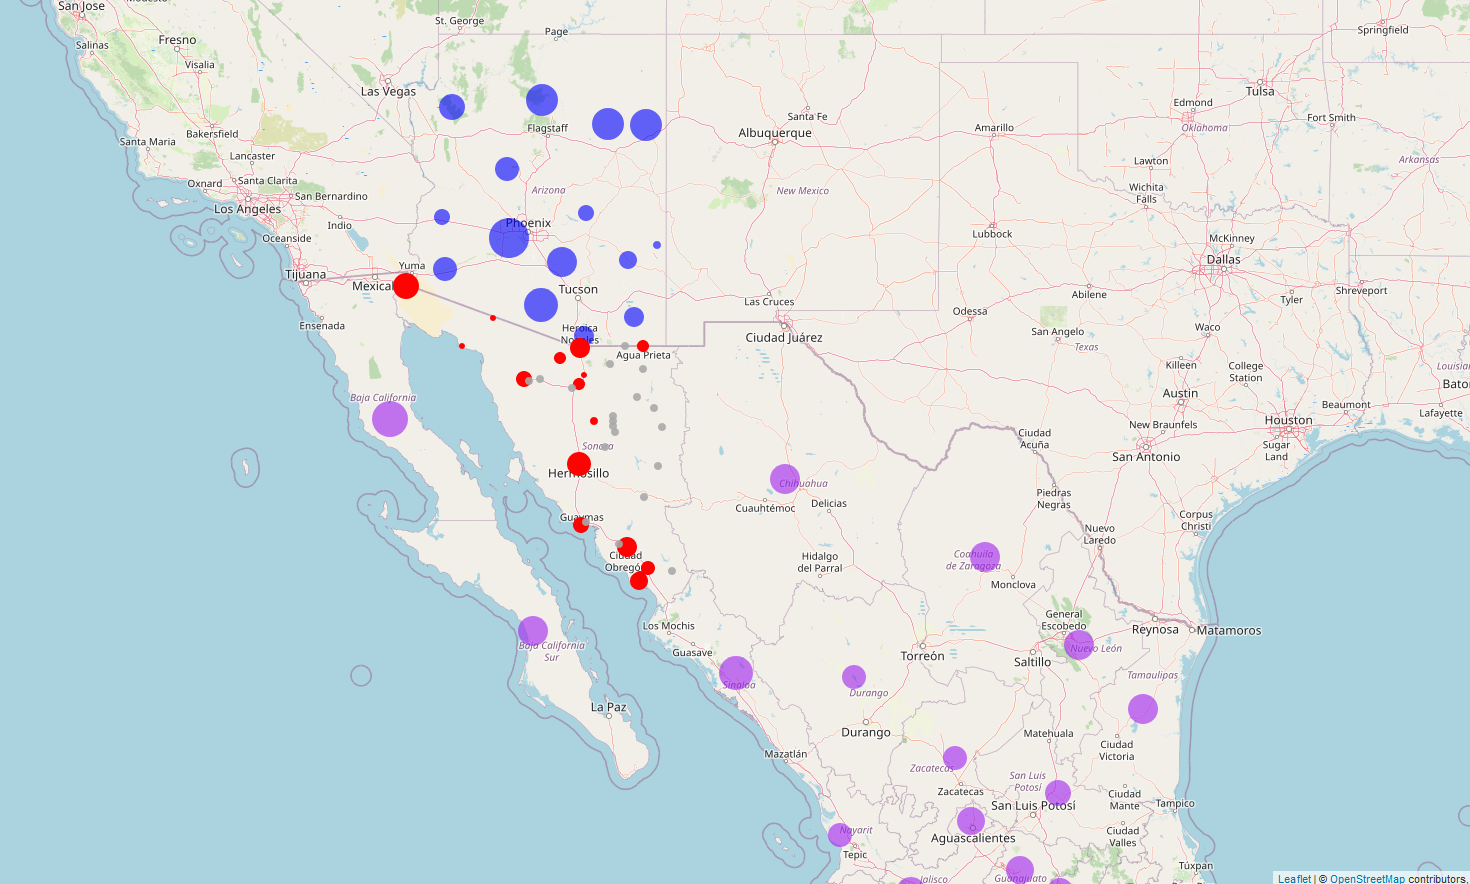 San Jose
St. George
Page
Springfield
Salinas
Fresno
Visalia
Las Vegas
Tulsa
Edmond
Oklahoma
Fort Smith
Santa Fe
Albuquerque
Amarillo
Flagstaff
Bakersfield
Santa Maria
Lancaster
Lawton
Arkansas
Oxnard
Santa Clarita
San Bernardino
Arizona
New Mexico
Wichita
Falls
Los Angeles
Indio
Phoenix
Lubbock
Oceanside
McKinney
Dallas
Tijuana
Yuma
Mexical
Tucson
Las Cruces
Abilene
Tyler
Shreveport
Ensenada
Heroica
Ciudad Juárez
Odessa
San Angelo
Texas
Waco
Agua Prieta
Killeen
College
Station
Louisi
Baton
Baja California
Austin
New Braunfels
Beaumont
Lafayette
Houston
Sugar
Land
Ciudad
Acuña
San Antonio
Sonora
Hermosillo
Chihuahua
Cuauhtémoc
Delicias
Piedras
Negras
Corpus
Christi
Guaymas
Nuevo
Laredo
Ciudad
Obregón
Hidalgo
del Parral
Coahuila
de Zaragoza
Monclova
General
Escobedo
Los Mochis
Guasave
Reynosa
Matamoros
Baja California
Sur
Torreón
Saltillo
Nuevo León
Sinaloa
Durango
Tamaulipas
La Paz
Durango
Matehuala
Ciudad
Victoria
Mazatlán
Zacatecas
Zacatecas
San Luis
Potosí
San Luis Potosí
Ciudad
Mante
Tampico
Nayarit
Tepic
Aguascalientes
Ciudad
Valles
Túxpan
Jalisco
Guanajuato
Leaflet | © OpenStreetMap contributors,